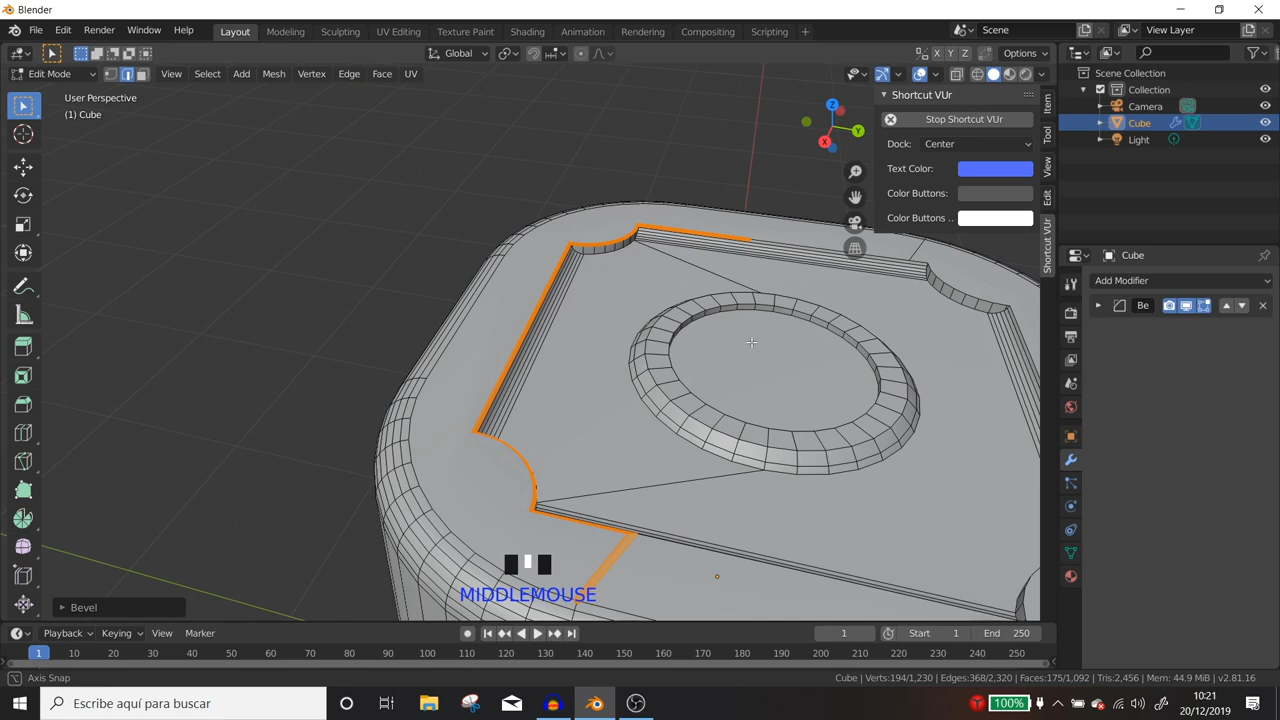 Blender
File Edit Render Window Help Layout Modeling Sculpting UV Editing Texture Paint Shading Animation Rendering Compositing Scripting + Scene View Layer
Global X Y Z Options
Edit Mode View Select Add Mesh Vertex Edge Face UV
User Perspective
(1) Cube
Shortcut VUr
Stop Shortcut VUr
Dock: Center
Text Color:
Color Buttons:
Color Buttons ..
Item
Tool
View
Edit
Shortcut VUr
Z
Y
X
Scene Collection
Collection
Camera
Cube
Light
Cube
Add Modifier
Be
MIDDLEMOUSE
Bevel
Playback Keying View Marker 1 Start 1 End 250
1 10 20 30 40 50 60 70 80 90 100 110 120 130 140 150 160 170 180 190 200 210 220 230 240 250
Axis Snap Cube | Verts:194/1,230 | Edges:368/2,320 | Faces:175/1,092 | Tris:2,456 | Mem: 44.9 MiB | v2.81.16
Escribe aquí para buscar 100% 10:21
20/12/2019